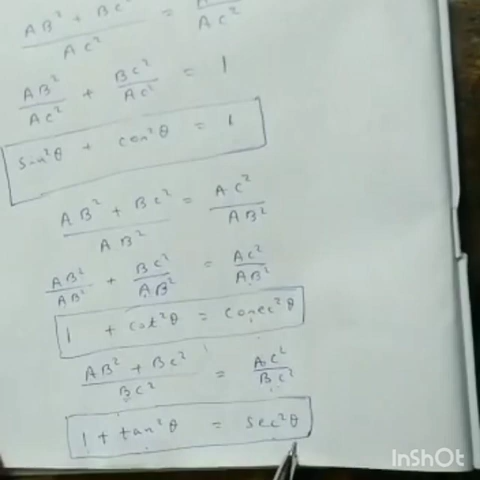 AB² + BC² / AC² = AC²
AB²/AC² + BC²/AC² = 1
sin²θ + cos²θ = 1
AB² + BC² / AB² = AC² / AB²
AB²/AB² + BC²/AB² = AC²/AB²
1 + cot²θ = cosec²θ
AB² + BC² / BC² = AC² / BC²
1 + tan²θ = sec²θ
InShOt